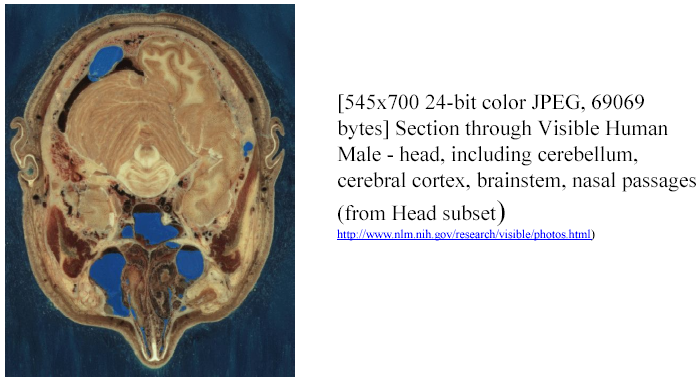 [545x700 24-bit color JPEG, 69069
bytes] Section through Visible Human
Male - head, including cerebellum,
cerebral cortex, brainstem, nasal passages
(from Head subset)
http://www.nlm.nih.gov/research/visible/photos.html)